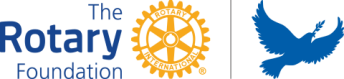 The
Rotary
Foundation
ROTARY
INTERNATIONAL
®